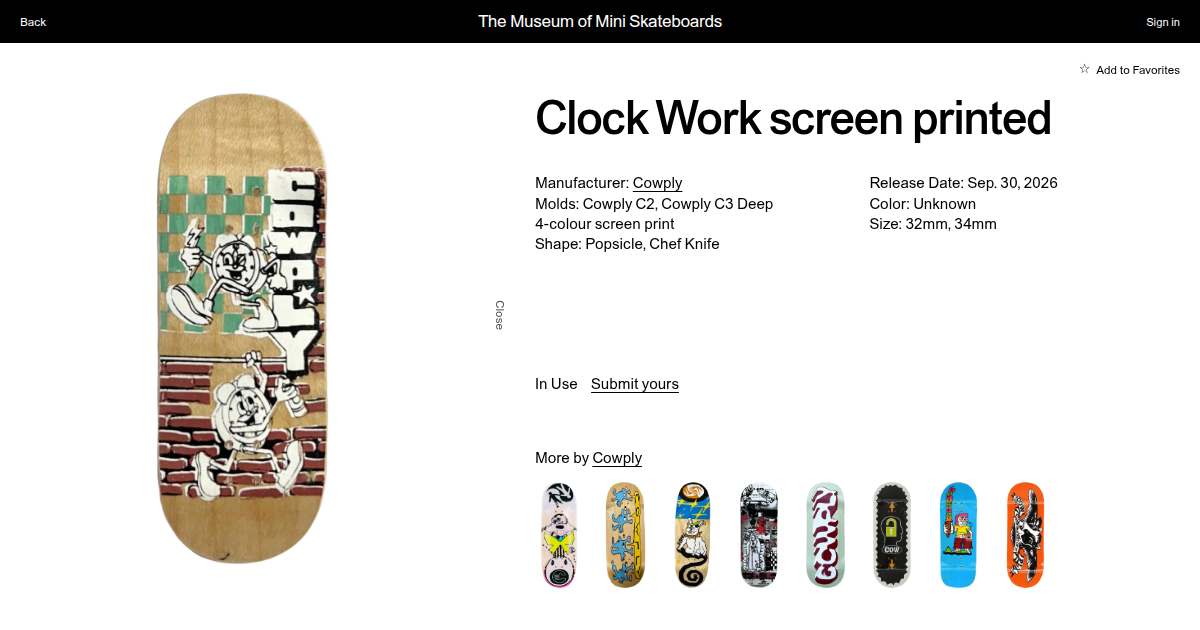 Back
The Museum of Mini Skateboards
Sign in
☆ Add to Favorites
COWPLY
Clock Work screen printed
Manufacturer: Cowply
Molds: Cowply C2, Cowply C3 Deep
4-colour screen print
Shape: Popsicle, Chef Knife
Release Date: Sep. 30, 2026
Color: Unknown
Size: 32mm, 34mm
Close
In Use Submit yours
More by Cowply
COW